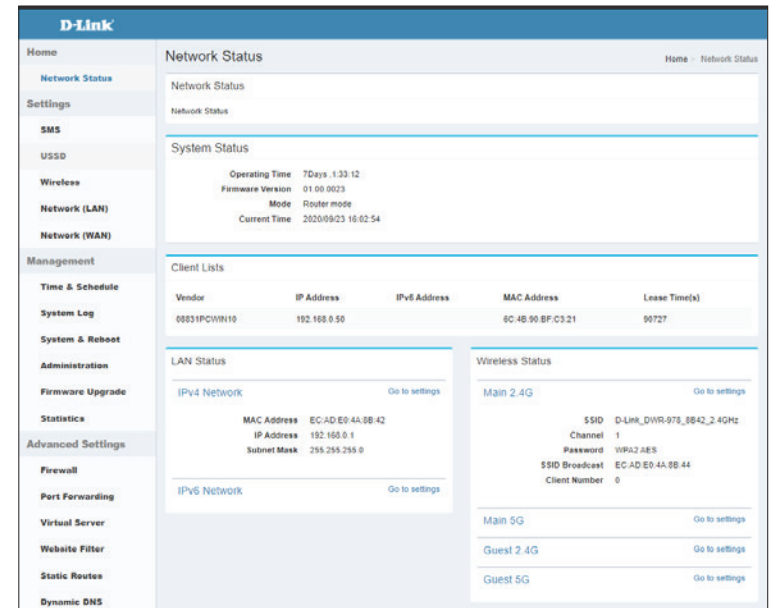 D-Link
Home
Network Status
Settings
SMS
USSD
Wireless
Network (LAN)
Network (WAN)
Management
Time & Schedule
System Log
System & Reboot
Administration
Firmware Upgrade
Statistics
Advanced Settings
Firewall
Port Forwarding
Virtual Server
Website Filter
Static Routes
Dynamic DNS
Network Status
Home > Network Status
Network Status
Network Status
System Status
Operating Time 7Days ,1:33:12
Firmware Version 01.00.0023
Mode Router mode
Current Time 2020/09/23 16:02:54
Client Lists
Vendor IP Address IPv6 Address MAC Address Lease Time(s)
08831PCWIN10 192.168.0.50 6C:4B:90:BF:C3:21 90727
LAN Status
IPv4 Network Go to settings
MAC Address EC:AD:E0:4A:8B:42
IP Address 192.168.0.1
Subnet Mask 255.255.255.0
IPv6 Network Go to settings
Wireless Status
Main 2.4G Go to settings
SSID D-Link_DWR-978_8B42_2.4GHz
Channel 1
Password WPA2 AES
SSID Broadcast EC:AD:E0:4A:8B:44
Client Number 0
Main 5G Go to settings
Guest 2.4G Go to settings
Guest 5G Go to settings